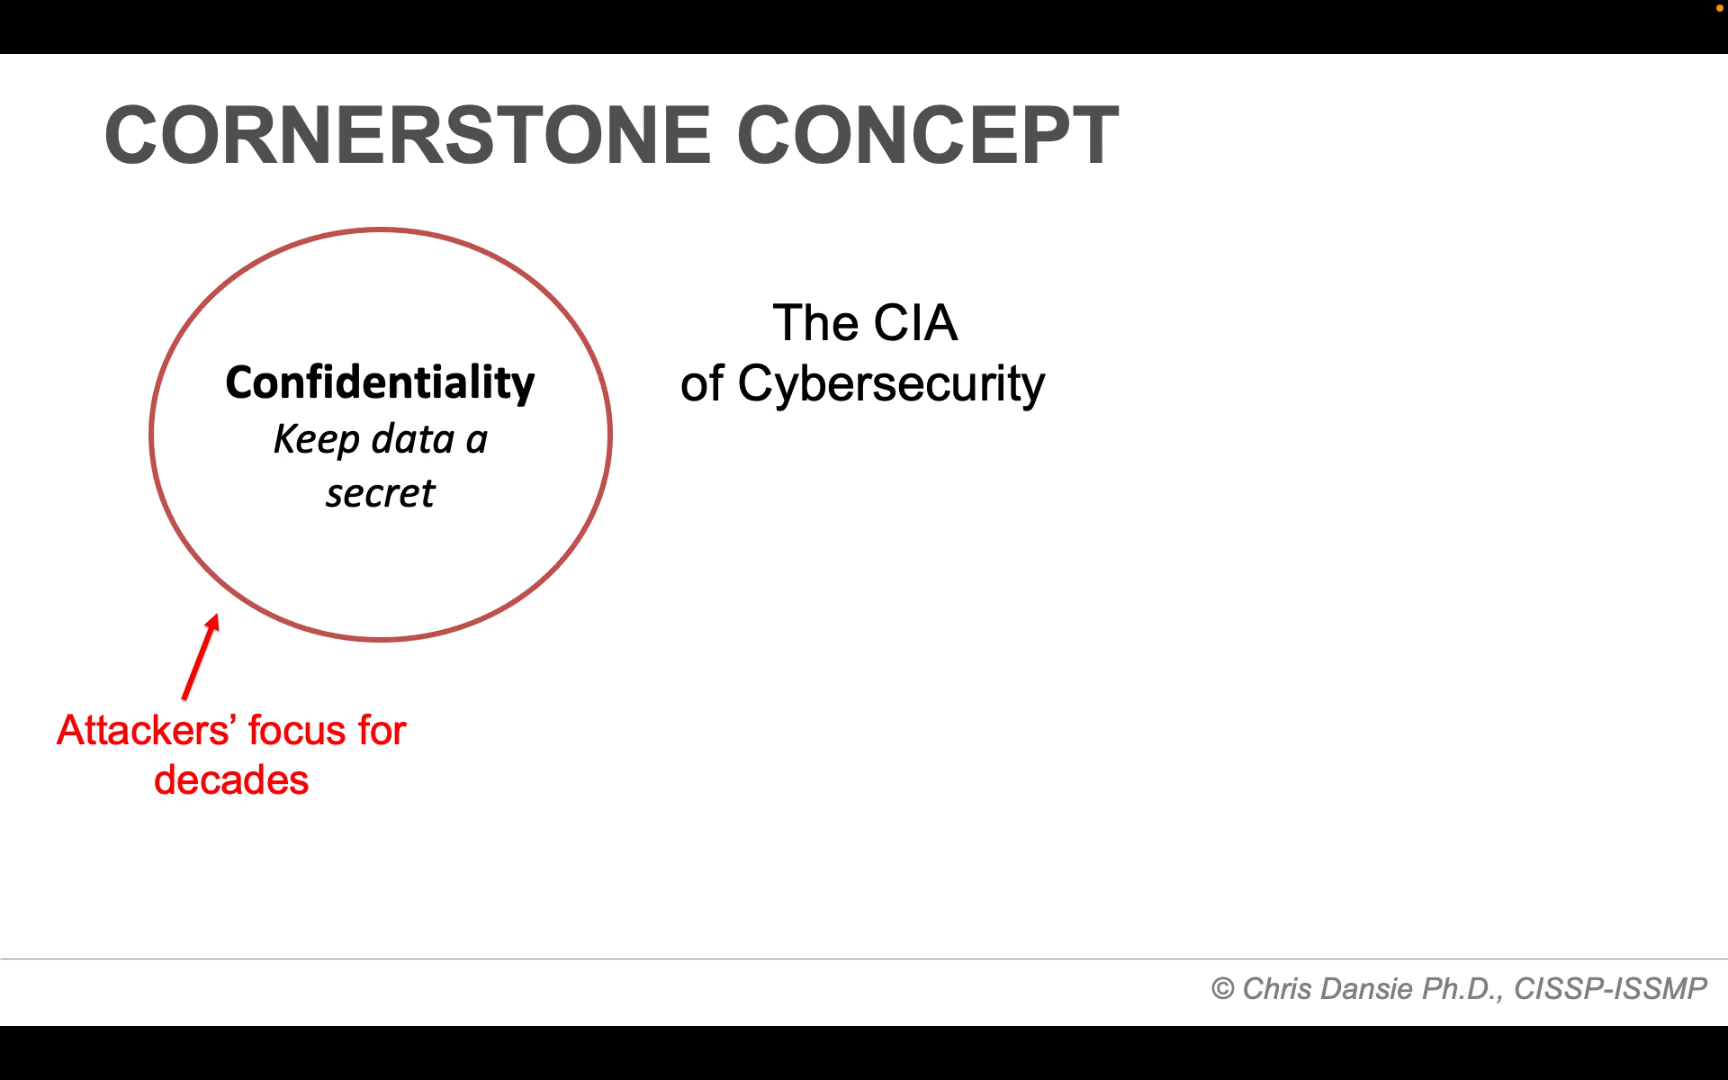 CORNERSTONE CONCEPT
The CIA
of Cybersecurity
Confidentiality
Keep data a
secret
Attackers’ focus for
decades
© Chris Dansie Ph.D., CISSP-ISSMP